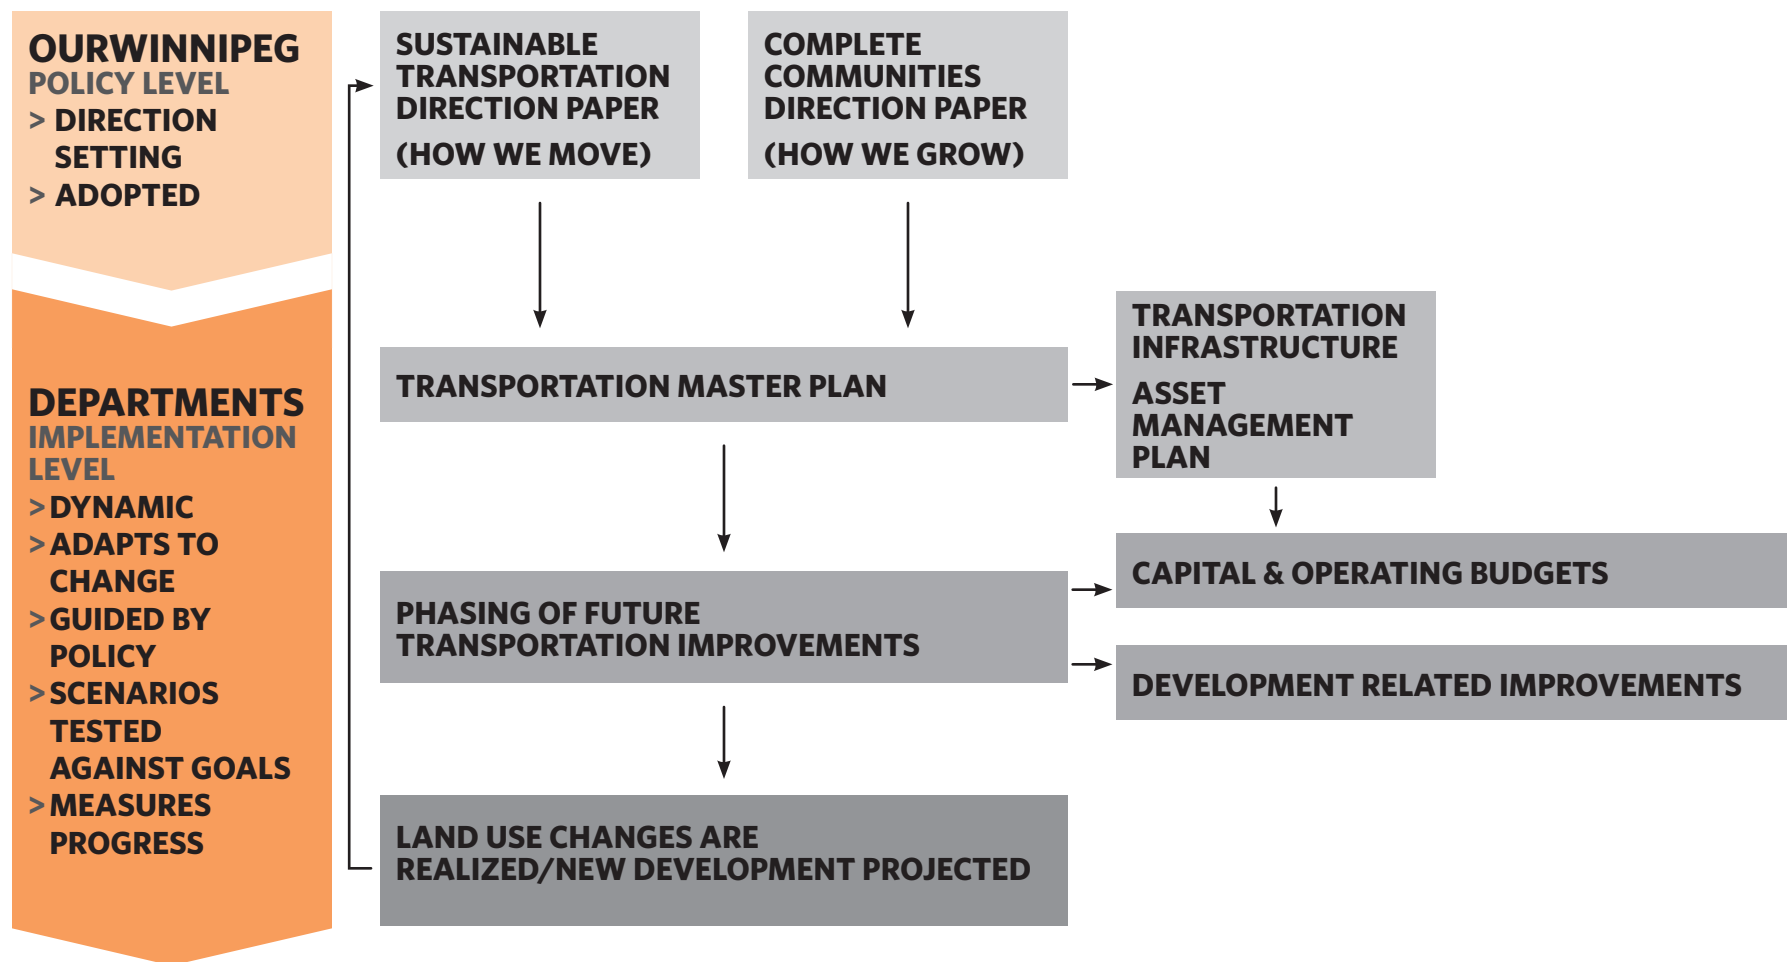 OURWINNIPEG
POLICY LEVEL
> DIRECTION
SETTING
> ADOPTED
DEPARTMENTS
IMPLEMENTATION
LEVEL
> DYNAMIC
> ADAPTS TO
CHANGE
> GUIDED BY
POLICY
> SCENARIOS
TESTED
AGAINST GOALS
> MEASURES
PROGRESS
SUSTAINABLE
TRANSPORTATION
DIRECTION PAPER
(HOW WE MOVE)
COMPLETE
COMMUNITIES
DIRECTION PAPER
(HOW WE GROW)
TRANSPORTATION MASTER PLAN
TRANSPORTATION
INFRASTRUCTURE
ASSET
MANAGEMENT
PLAN
PHASING OF FUTURE
TRANSPORTATION IMPROVEMENTS
CAPITAL & OPERATING BUDGETS
DEVELOPMENT RELATED IMPROVEMENTS
LAND USE CHANGES ARE
REALIZED/NEW DEVELOPMENT PROJECTED